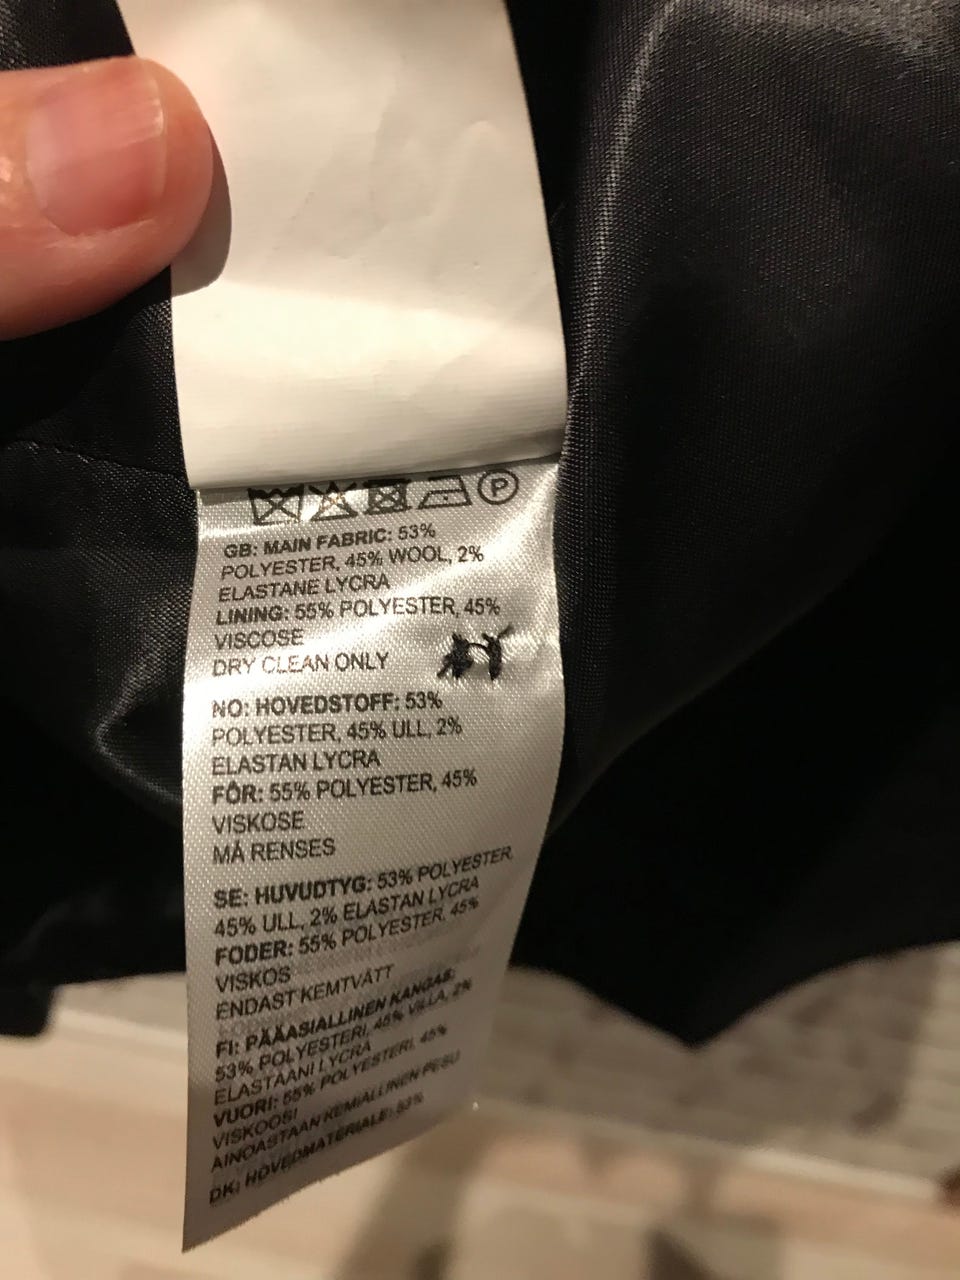 P
GB: MAIN FABRIC: 53%
POLYESTER, 45% WOOL, 2%
ELASTANE LYCRA
LINING: 55% POLYESTER, 45%
VISCOSE
DRY CLEAN ONLY
NO: HOVEDSTOFF: 53%
POLYESTER, 45% ULL, 2%
ELASTAN LYCRA
FÔR: 55% POLYESTER, 45%
VISKOSE
MÅ RENSES
SE: HUVUDTYG: 53% POLYESTER,
45% ULL, 2% ELASTAN LYCRA
FODER: 55% POLYESTER, 45%
VISKOS
ENDAST KEMTVÄTT
FI: PÄÄASIALLINEN KANGAS:
53% POLYESTERI, 45% VILLA, 2%
ELASTAANI LYCRA
VUORI: 55% POLYESTERI, 45%
VISKOOSI
AINOASTAAN KEMIALLINEN PESU
DK: HOVEDMATERIALE: 53%